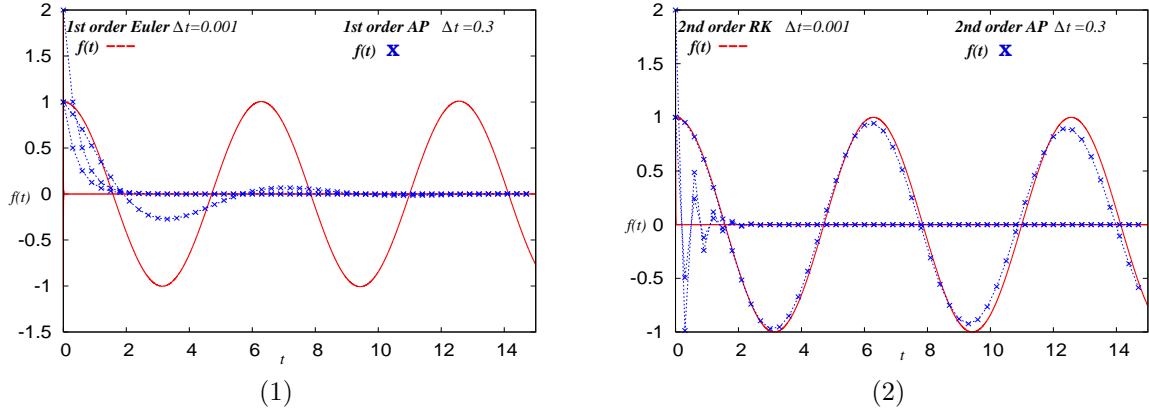 1st order Euler Δt=0.001 1st order AP Δt =0.3
f(t) f(t) x
2
1.5
1
0.5
0
-0.5
-1
-1.5
f(t)
0 2 4 6 8 10 12 14
t
(1)
2nd order RK Δt=0.001 2nd order AP Δt =0.3
f(t) f(t) x
2
1.5
1
0.5
0
-0.5
-1
f(t)
0 2 4 6 8 10 12 14
t
(2)